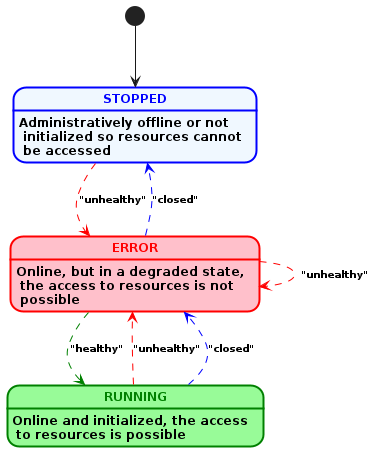 STOPPED
Administratively offline or not
initialized so resources cannot
be accessed
"unhealthy" "closed"
ERROR
Online, but in a degraded state,
the access to resources is not
possible
"unhealthy"
"healthy" "unhealthy" "closed"
RUNNING
Online and initialized, the access
to resources is possible